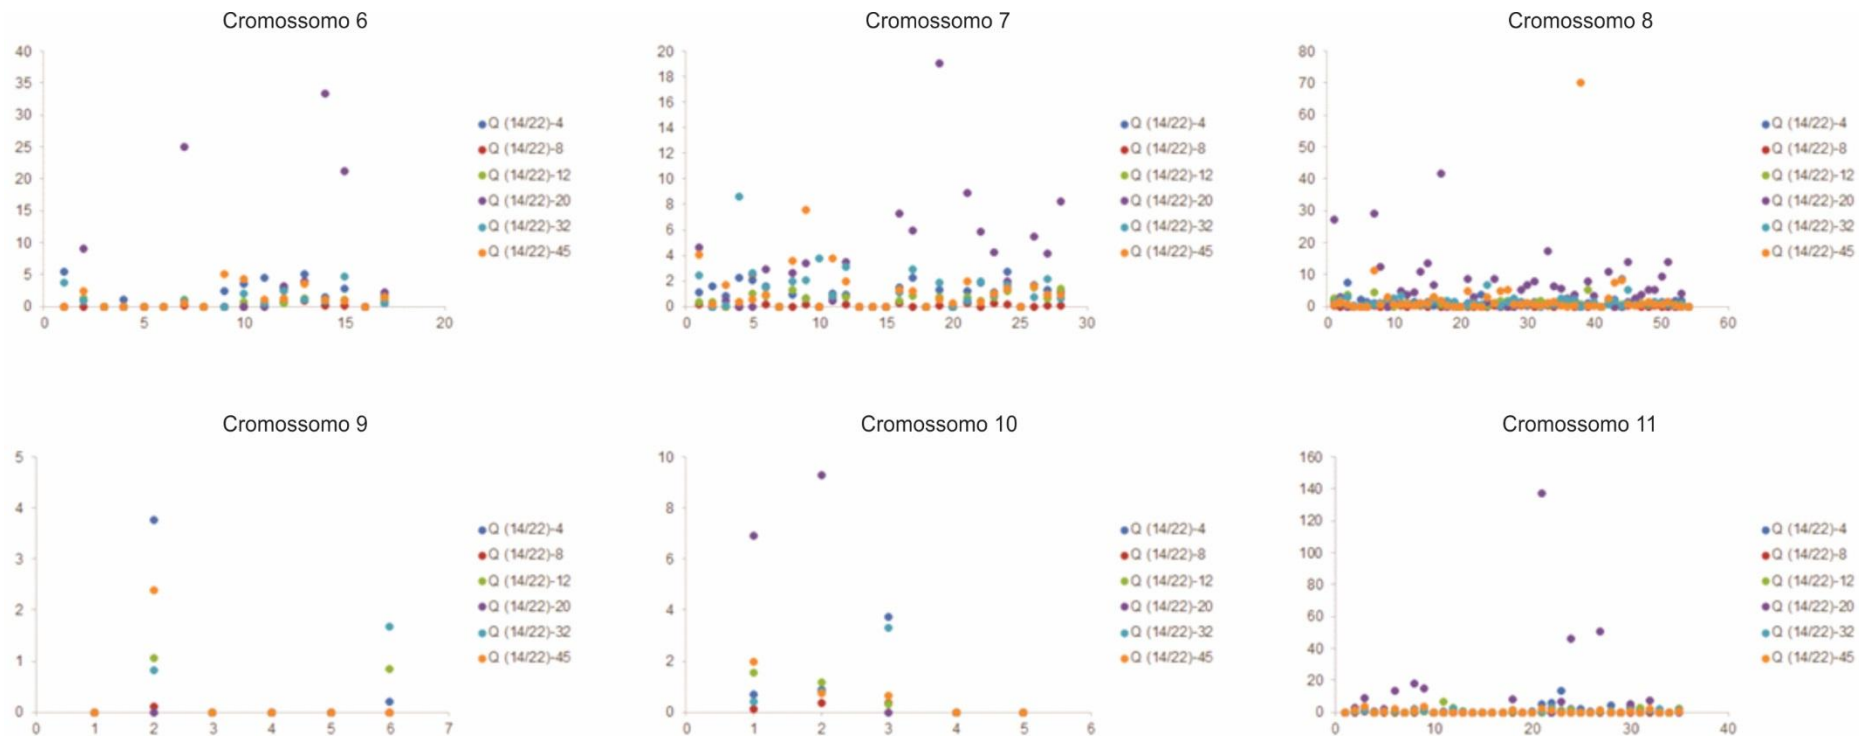 Cromossomo 6
40
35
30
25
20
15
10
5
0
0
5
10
15
20
Q (14/22)-4
Q (14/22)-8
Q (14/22)-12
Q (14/22)-20
Q (14/22)-32
Q (14/22)-45
Cromossomo 7
20
18
16
14
12
10
8
6
4
2
0
0
5
10
15
20
25
30
Q (14/22)-4
Q (14/22)-8
Q (14/22)-12
Q (14/22)-20
Q (14/22)-32
Q (14/22)-45
Cromossomo 8
80
70
60
50
40
30
20
10
0
0
10
20
30
40
50
60
Q (14/22)-4
Q (14/22)-8
Q (14/22)-12
Q (14/22)-20
Q (14/22)-32
Q (14/22)-45
Cromossomo 9
5
4
3
2
1
0
0
1
2
3
4
5
6
7
Q (14/22)-4
Q (14/22)-8
Q (14/22)-12
Q (14/22)-20
Q (14/22)-32
Q (14/22)-45
Cromossomo 10
10
8
6
4
2
0
0
1
2
3
4
5
6
Q (14/22)-4
Q (14/22)-8
Q (14/22)-12
Q (14/22)-20
Q (14/22)-32
Q (14/22)-45
Cromossomo 11
160
140
120
100
80
60
40
20
0
0
10
20
30
40
Q (14/22)-4
Q (14/22)-8
Q (14/22)-12
Q (14/22)-20
Q (14/22)-32
Q (14/22)-45